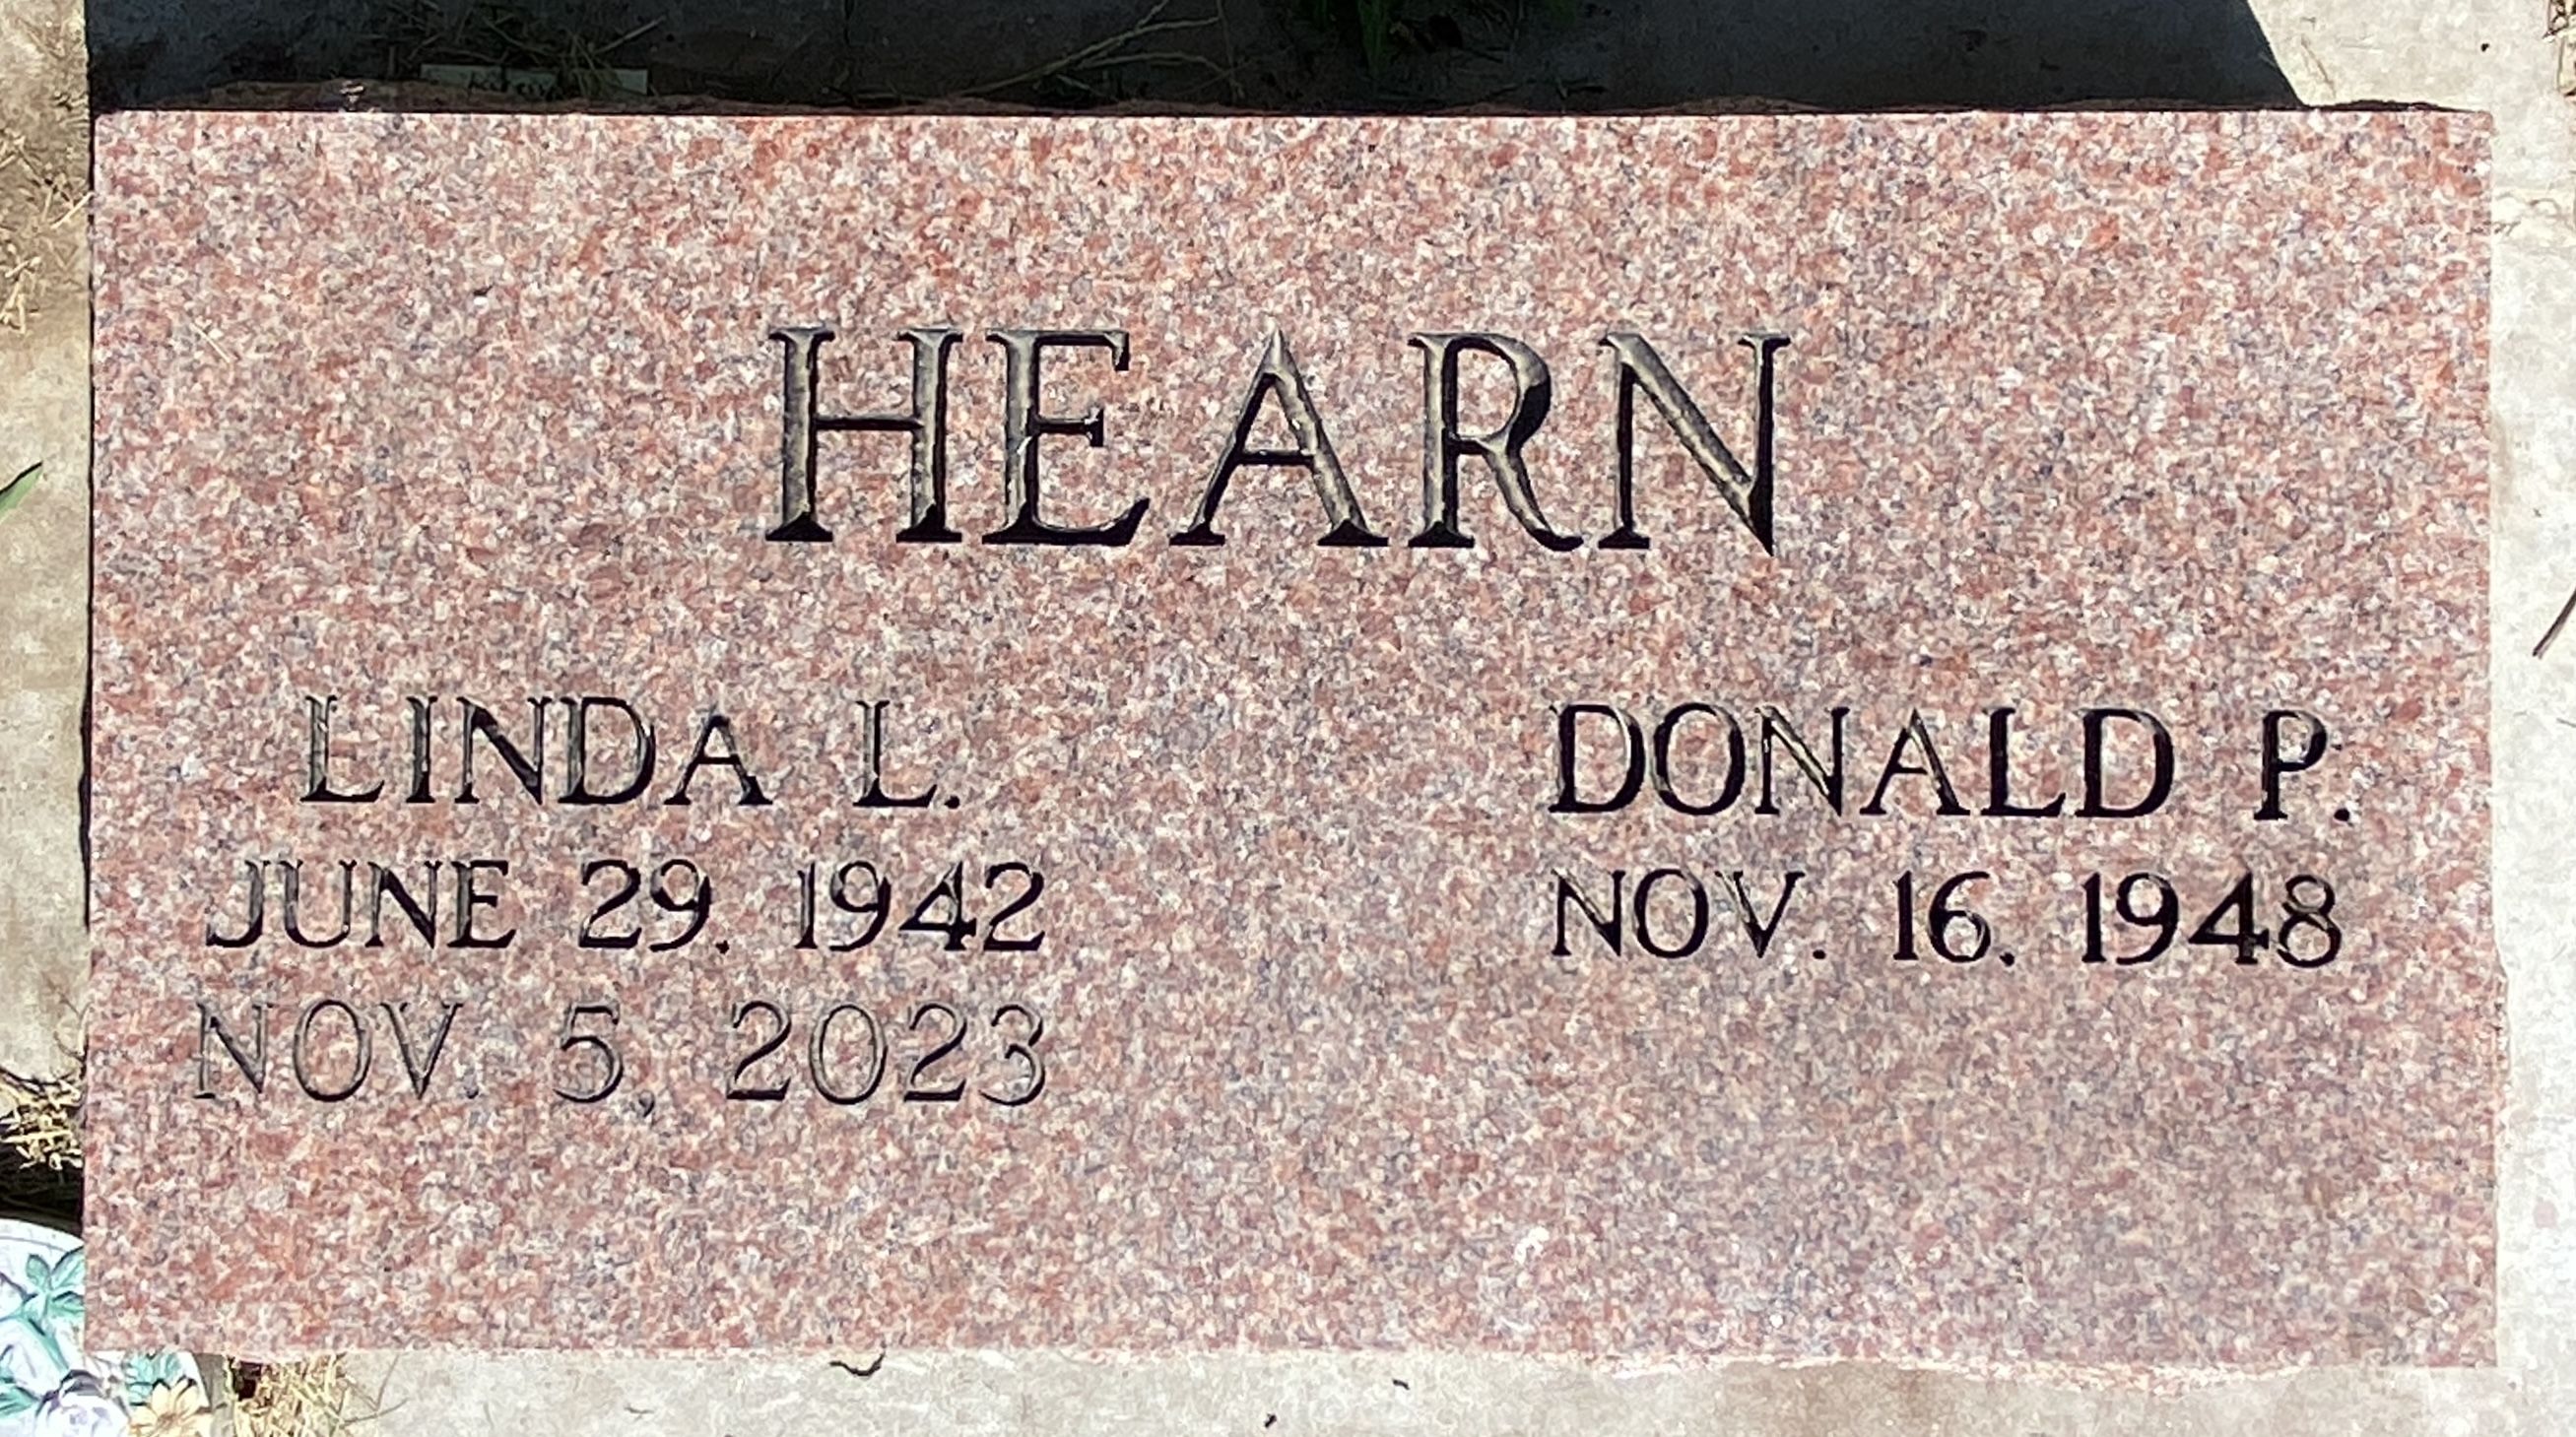 HEARN
LINDA L.
JUNE 29, 1942
NOV. 5, 2023
DONALD P.
NOV. 16, 1948